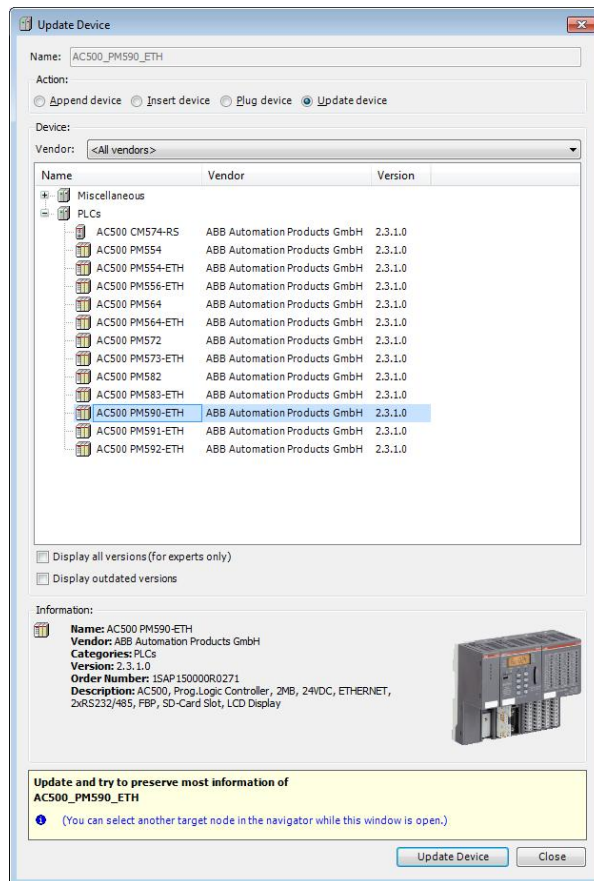 Update Device
Name: AC500_PM590_ETH
Action:
Append device Insert device Plug device Update device
Device:
Vendor: <All vendors>
Name Vendor Version
Miscellaneous
PLCs
AC500 CM574-RS ABB Automation Products GmbH 2.3.1.0
AC500 PM554 ABB Automation Products GmbH 2.3.1.0
AC500 PM554-ETH ABB Automation Products GmbH 2.3.1.0
AC500 PM556-ETH ABB Automation Products GmbH 2.3.1.0
AC500 PM564 ABB Automation Products GmbH 2.3.1.0
AC500 PM564-ETH ABB Automation Products GmbH 2.3.1.0
AC500 PM572 ABB Automation Products GmbH 2.3.1.0
AC500 PM573-ETH ABB Automation Products GmbH 2.3.1.0
AC500 PM582 ABB Automation Products GmbH 2.3.1.0
AC500 PM583-ETH ABB Automation Products GmbH 2.3.1.0
AC500 PM590-ETH ABB Automation Products GmbH 2.3.1.0
AC500 PM591-ETH ABB Automation Products GmbH 2.3.1.0
AC500 PM592-ETH ABB Automation Products GmbH 2.3.1.0
Display all versions (for experts only)
Display outdated versions
Information:
Name: AC500 PM590-ETH
Vendor: ABB Automation Products GmbH
Categories: PLCs
Version: 2.3.1.0
Order Number: 1SAP150000R0271
Description: AC500, Prog.Logic Controller, 2MB, 24VDC, ETHERNET,
2xRS232/485, FBP, SD-Card Slot, LCD Display
Update and try to preserve most information of
AC500_PM590_ETH
(You can select another target node in the navigator while this window is open.)
Update Device Close